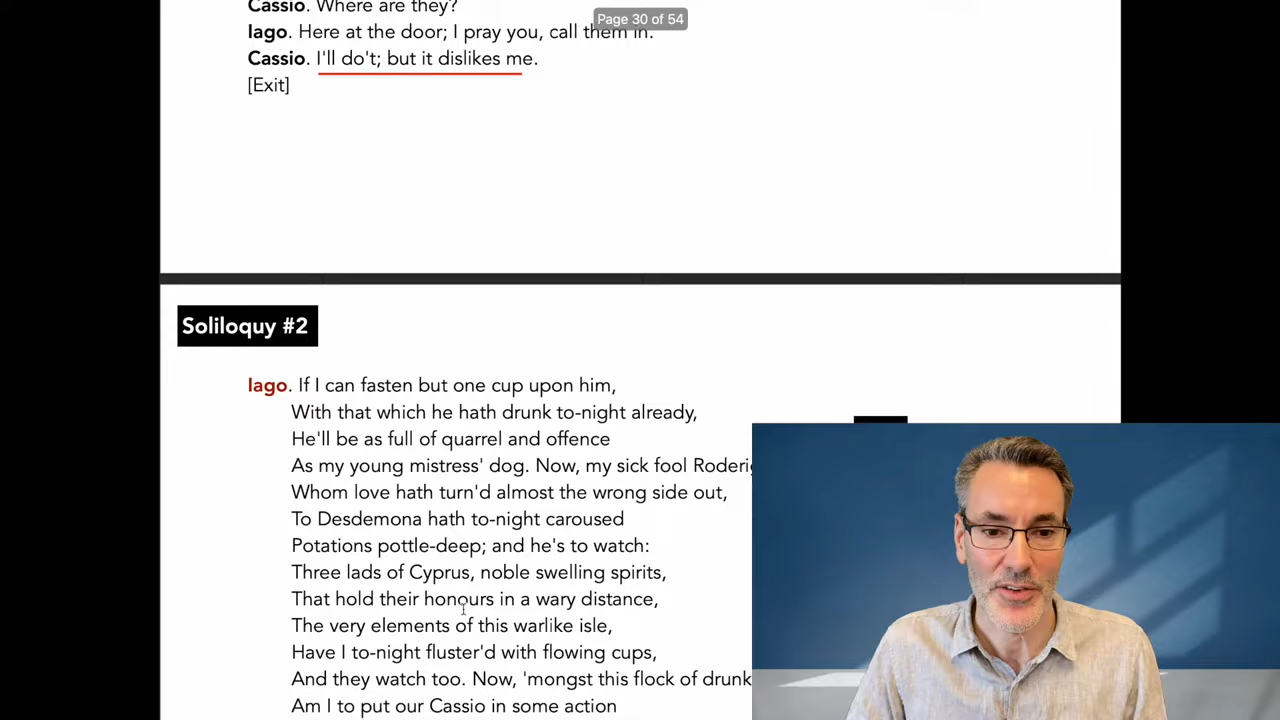 Cassio. Where are they?
Page 30 of 54
Iago. Here at the door; I pray you, call them in.
Cassio. I'll do't; but it dislikes me.
[Exit]
Soliloquy #2
Iago. If I can fasten but one cup upon him,
With that which he hath drunk to-night already,
He'll be as full of quarrel and offence
As my young mistress' dog. Now, my sick fool
Whom love hath turn'd almost the wrong side out,
To Desdemona hath to-night caroused
Potations pottle-deep; and he's to watch:
Three lads of Cyprus, noble swelling spirits,
That hold their honours in a wary distance,
The very elements of this warlike isle,
Have I to-night fluster'd with flowing cups,
And they watch too. Now, 'mongst this flock of drunk
Am I to put our Cassio in some action